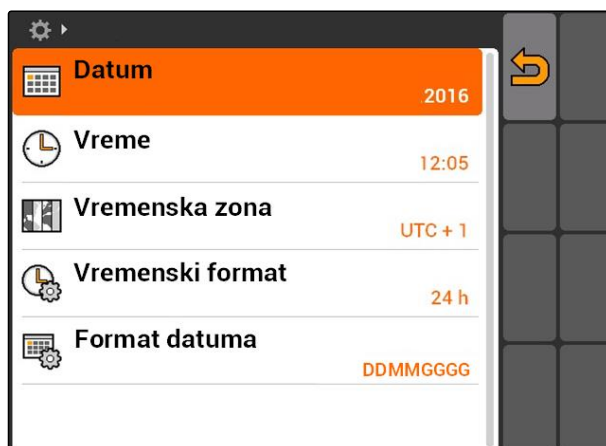 Datum
2016
Vreme
12:05
Vremenska zona
UTC + 1
Vremenski format
24 h
Format datuma
DDMMGGGG